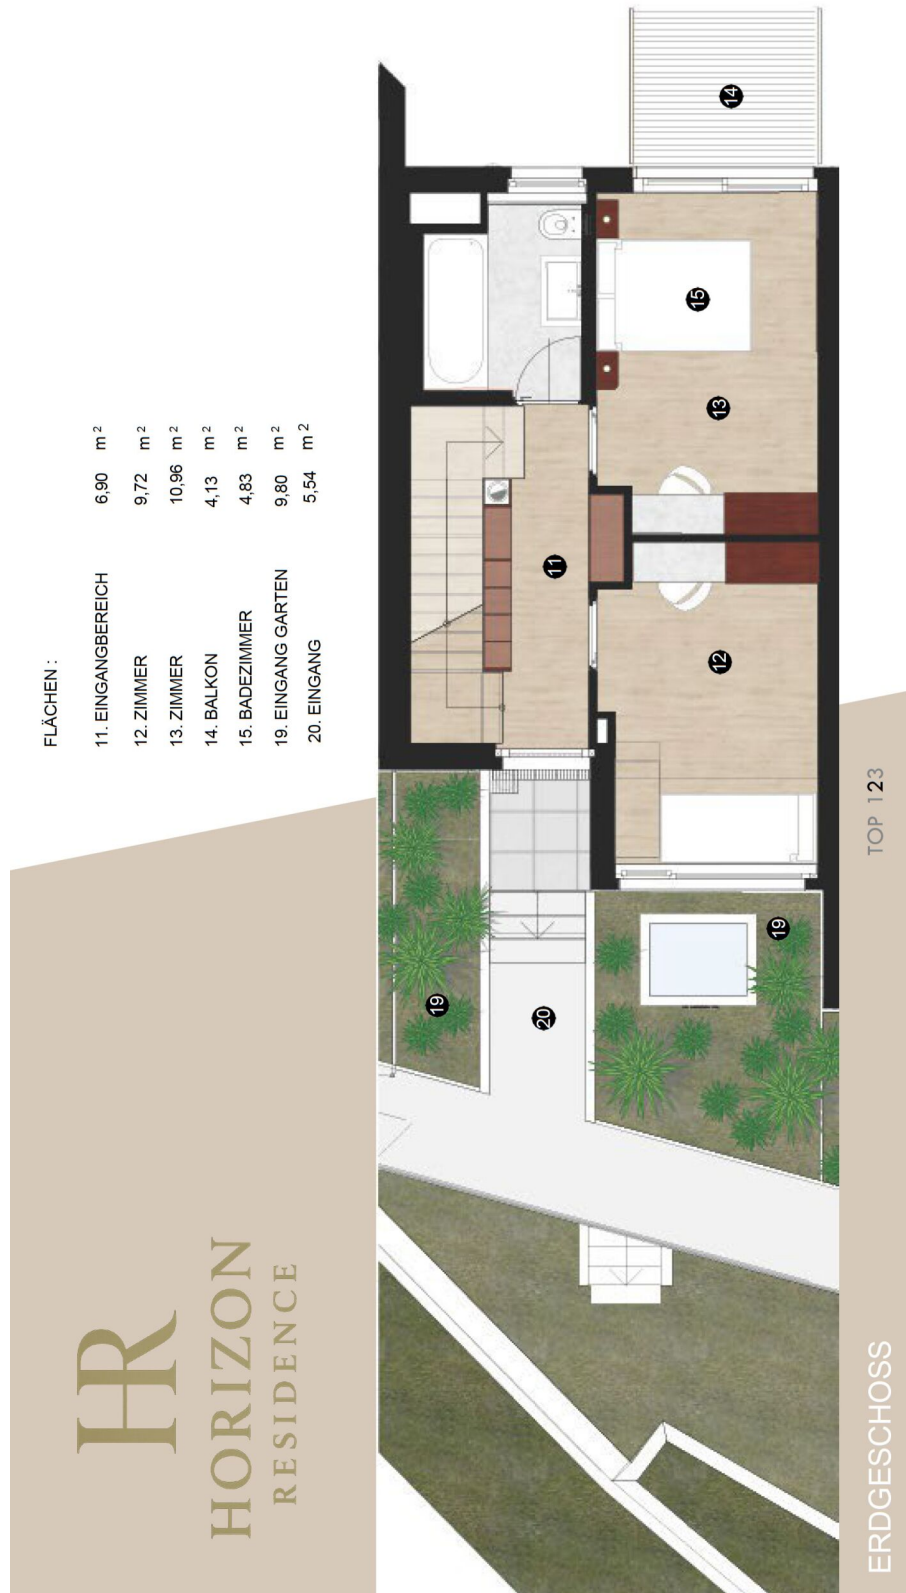 HR
HORIZON
RESIDENCE
FLÄCHEN :
11. EINGANGBEREICH 6,90 m²
12. ZIMMER 9,72 m²
13. ZIMMER 10,96 m²
14. BALKON 4,13 m²
15. BADEZIMMER 4,83 m²
19. EINGANG GARTEN 9,80 m²
20. EINGANG 5,54 m²
19
20
11
19
12
13
15
14
ERDGESCHOSS
TOP 123